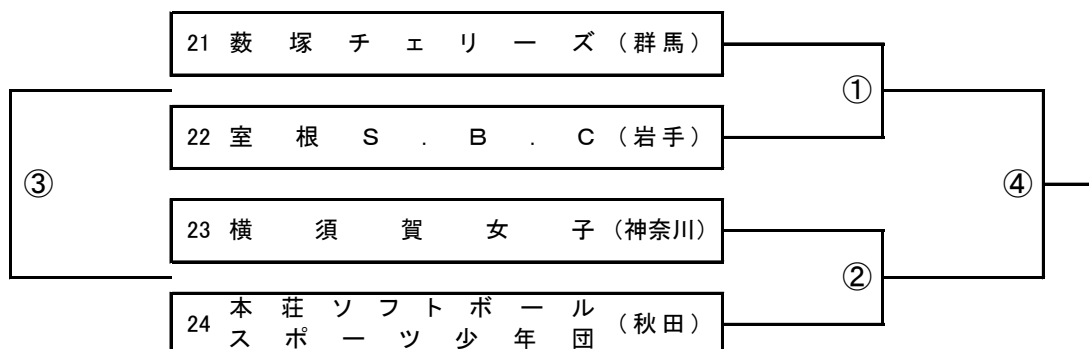 21 薮塚チェリーズ（群馬）
①
22 室根Ｓ．Ｂ．Ｃ（岩手）
③
④
23 横須賀女子（神奈川）
②
24 本荘ソフトボール
スポーツ少年団（秋田）